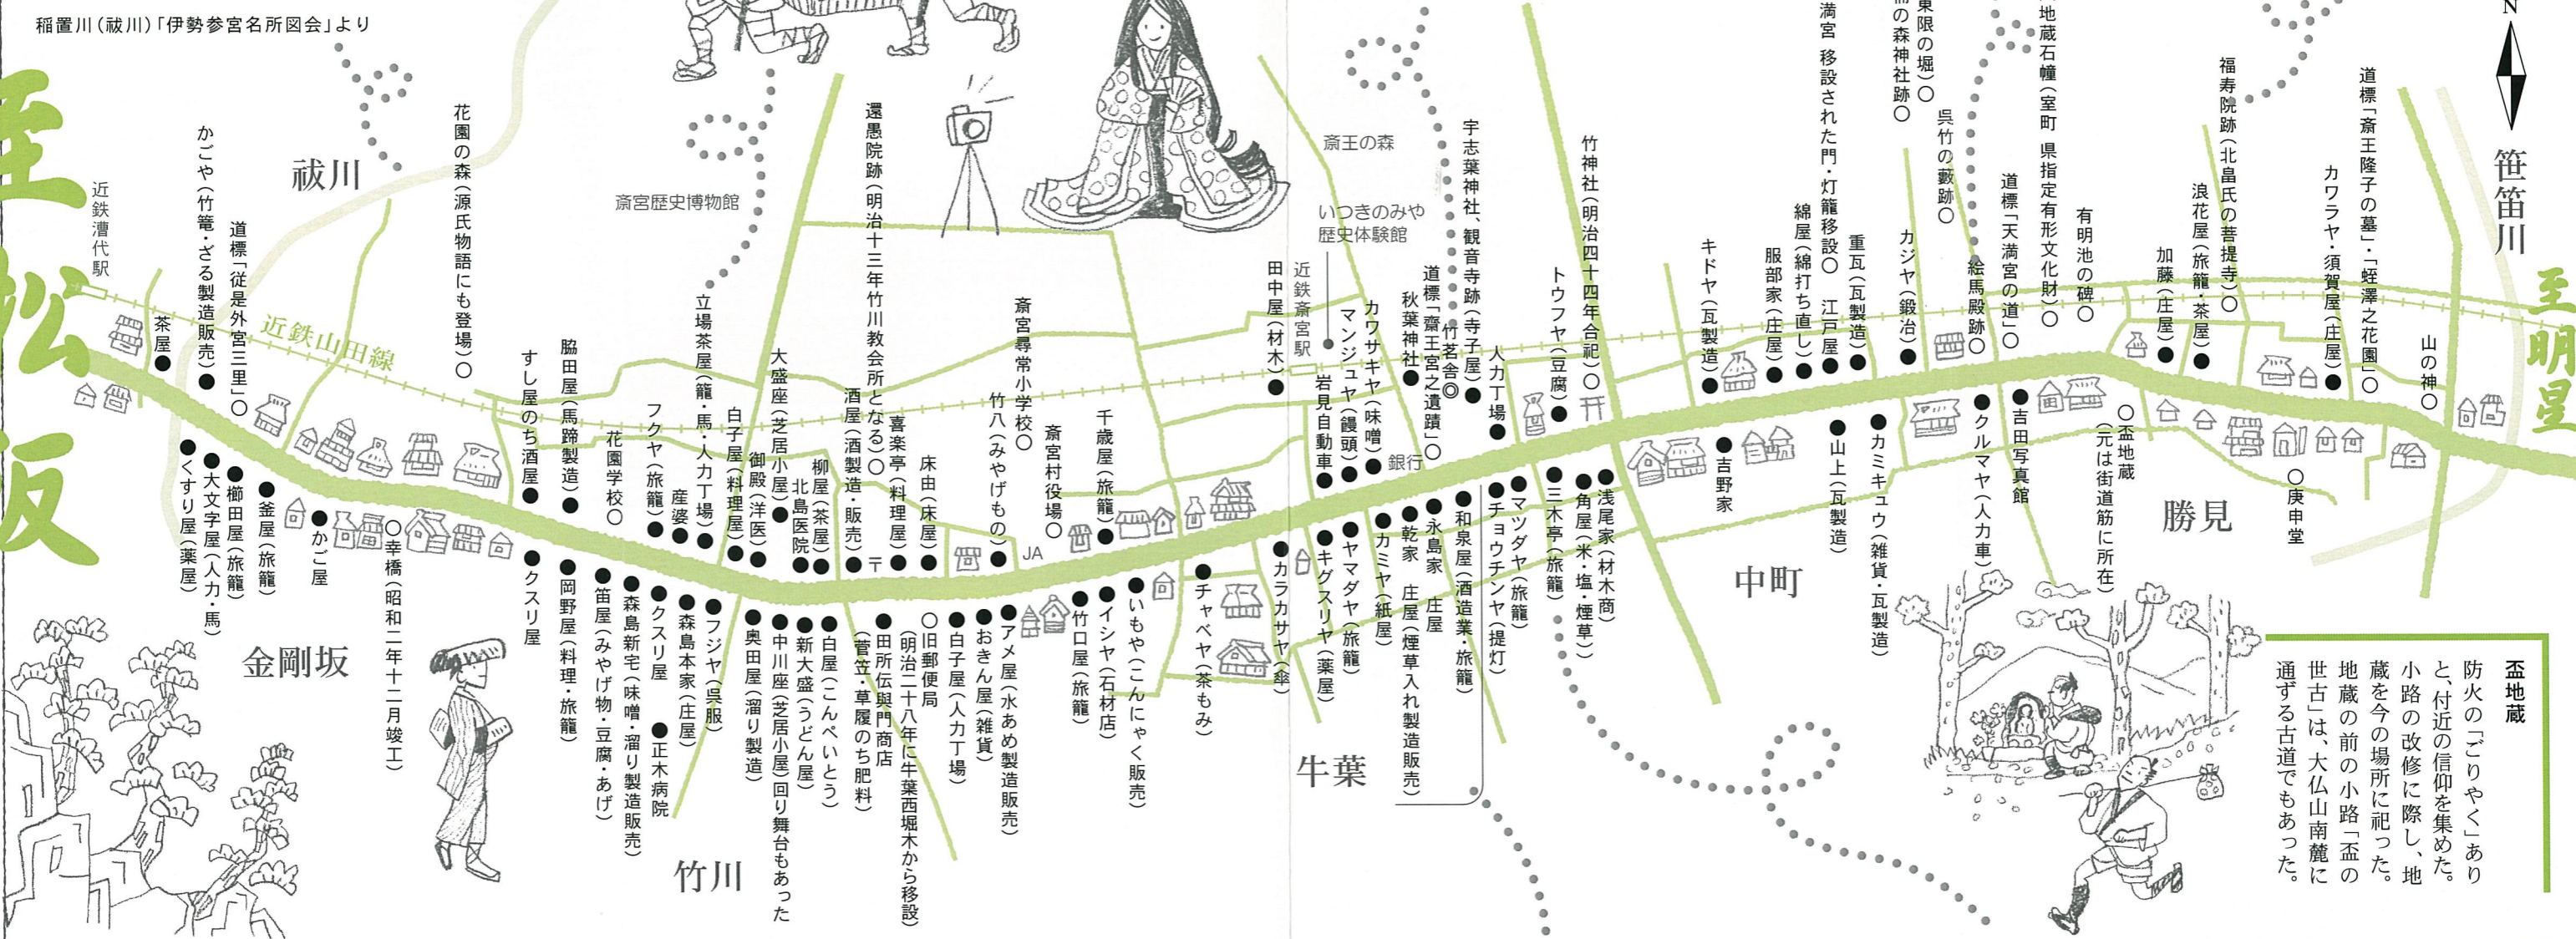 稲置川(祓川)「伊勢参宮名所図会」より
至松阪
近鉄漕代駅
祓川
近鉄山田線
茶屋●
かごや(竹篭・ざる製造販売)●
道標「従是外宮三里」○
花園の森(源氏物語にも登場)○
すし屋のち酒屋●
脇田屋(馬蹄製造)●
花園学校○
フクヤ(旅籠)●
産婆●
立場茶屋(籠・馬・人力丁場)●
白子屋(料理屋)●
御殿(洋医)●
大盛座(芝居小屋)●
北島医院●
柳屋(茶屋)●
酒屋(酒製造・販売)●
還愚院跡(明治十三年竹川教会所となる)○
〒
喜楽亭(料理屋)●
床由(床屋)●
竹八(みやげもの)●
斎宮尋常小学校○
JA
斎宮村役場○
千歳屋(旅籠)●
斎宮歴史博物館
斎王の森
いつきのみや
歴史体験館
田中屋(材木)●
近鉄斎宮駅
岩見自動車●
マンジュヤ(饅頭)●
カワサキヤ(味噌)●
銀行
秋葉神社●
道標「斎王宮之遺蹟」○
竹茗舎◎
宇志葉神社、観音寺跡(寺子屋)●
人力丁場●
トウフヤ(豆腐)●
竹神社(明治四十四年合祀)○
キドヤ(瓦製造)●
服部家(庄屋)●
綿屋(綿打ち直し)●
満宮 移設された門・灯籠移設○ 江戸屋●
重瓦(瓦製造)●
カジヤ(鍛冶)●
の森神社跡○
東限の堀)○
呉竹の藪跡○
絵馬殿跡○
道標「天満宮の道」○
地蔵石幢(室町 県指定有形文化財)○
有明池の碑○
加藤(庄屋)●
浪花屋(旅籠・茶屋)●
福寿院跡(北畠氏の菩提寺)○
カワラヤ・須賀屋(庄屋)●
道標「斎王隆子の墓」・「蛭澤之花園」○
山の神○
N
笹笛川
至明星
●くすり屋(薬屋)
●大文字屋(人力・馬)
●櫛田屋(旅籠)
●釜屋(旅籠)
●かご屋
○幸橋(昭和二年十二月竣工)
金剛坂
●クスリ屋
●岡野屋(料理・旅籠)
●笛屋(みやげ物・豆腐・あげ)
●森島新宅(味噌・溜り製造販売)
●クスリ屋 ●正木病院
●森島本家(庄屋)
●フジヤ(呉服)
竹川
●奥田屋(溜り製造)
●中川座(芝居小屋)回り舞台もあった
●新大盛(うどん屋)
●白屋(こんぺいとう)
●田所伝與門商店
(菅笠・草履のち肥料)
○旧郵便局
(明治二十八年に牛葉西堀木から移設)
●白子屋(人力丁場)
●おきん屋(雑貨)
●アメ屋(水あめ製造販売)
●竹口屋(旅籠)
●イシヤ(石材店)
●いもや(こんにゃく販売)
●チャベヤ(茶もみ)
●カラカサヤ(傘)
●キグスリヤ(薬屋)
●ヤマダヤ(旅籠)
●カミヤ(紙屋)
●乾家 庄屋(煙草入れ製造販売)
●永島家 庄屋
●和泉屋(酒造業・旅籠)
●チョウチンヤ(提灯)
●マツダヤ(旅籠)
牛葉
●三木亭(旅籠)
●角屋(米・塩・煙草)
●浅尾家(材木商)
●吉野家
中町
●山上(瓦製造)
●カミキュウ(雑貨・瓦製造)
●クルマヤ(人力車)
●吉田写真館
○盃地蔵
(元は街道筋に所在)
勝見
○庚申堂
盃地蔵
防火の「ごりやく」あり
と、付近の信仰を集めた。
小路の改修に際し、地
蔵を今の場所に祀った。
地蔵の前の小路「盃の
世古」は、大仏山南麓に
通ずる古道でもあった。